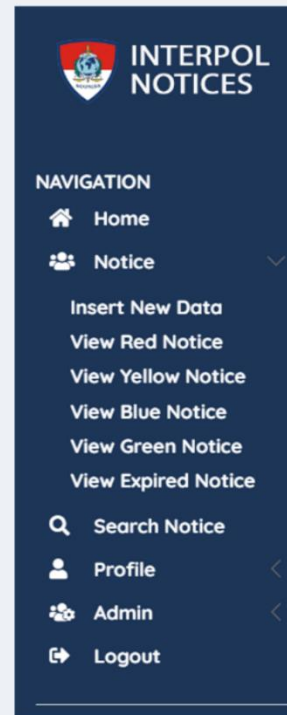 INTERPOL
NOTICES
NAVIGATION
Home
Notice
Insert New Data
View Red Notice
View Yellow Notice
View Blue Notice
View Green Notice
View Expired Notice
Search Notice
Profile
Admin
Logout